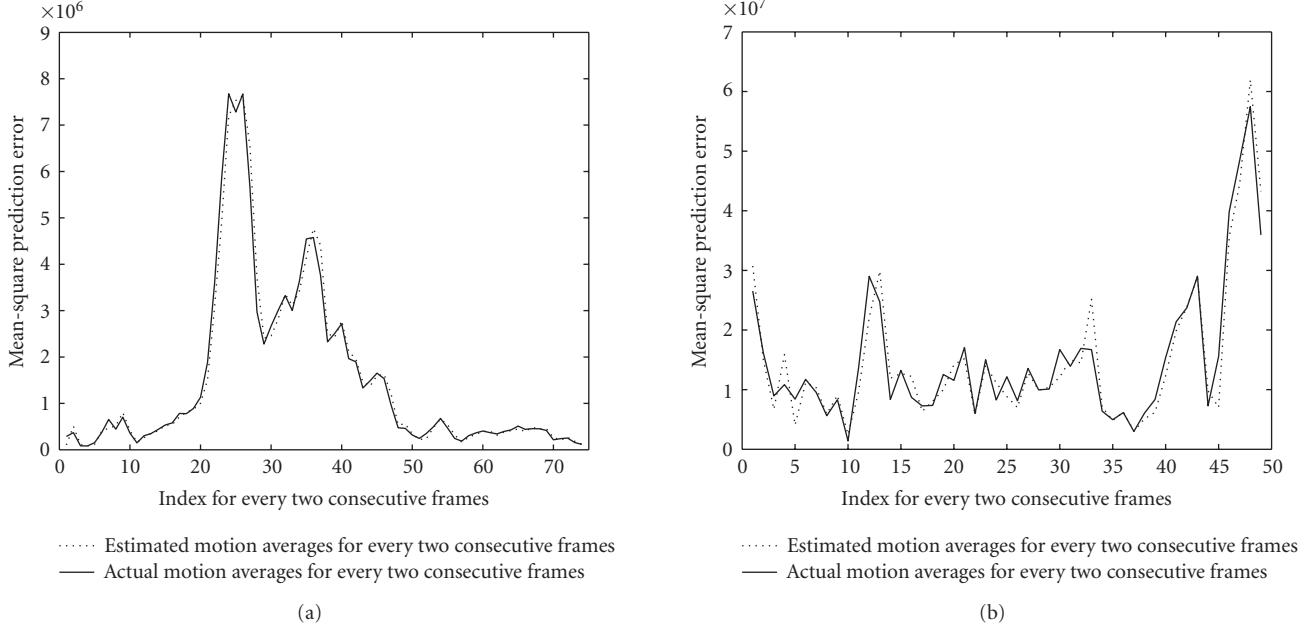 ×10⁶
9
8
7
6
5
4
3
2
1
0
Mean-square prediction error
0 10 20 30 40 50 60 70
Index for every two consecutive frames
Estimated motion averages for every two consecutive frames
Actual motion averages for every two consecutive frames
(a)
×10⁷
7
6
5
4
3
2
1
0
Mean-square prediction error
0 5 10 15 20 25 30 35 40 45 50
Index for every two consecutive frames
Estimated motion averages for every two consecutive frames
Actual motion averages for every two consecutive frames
(b)